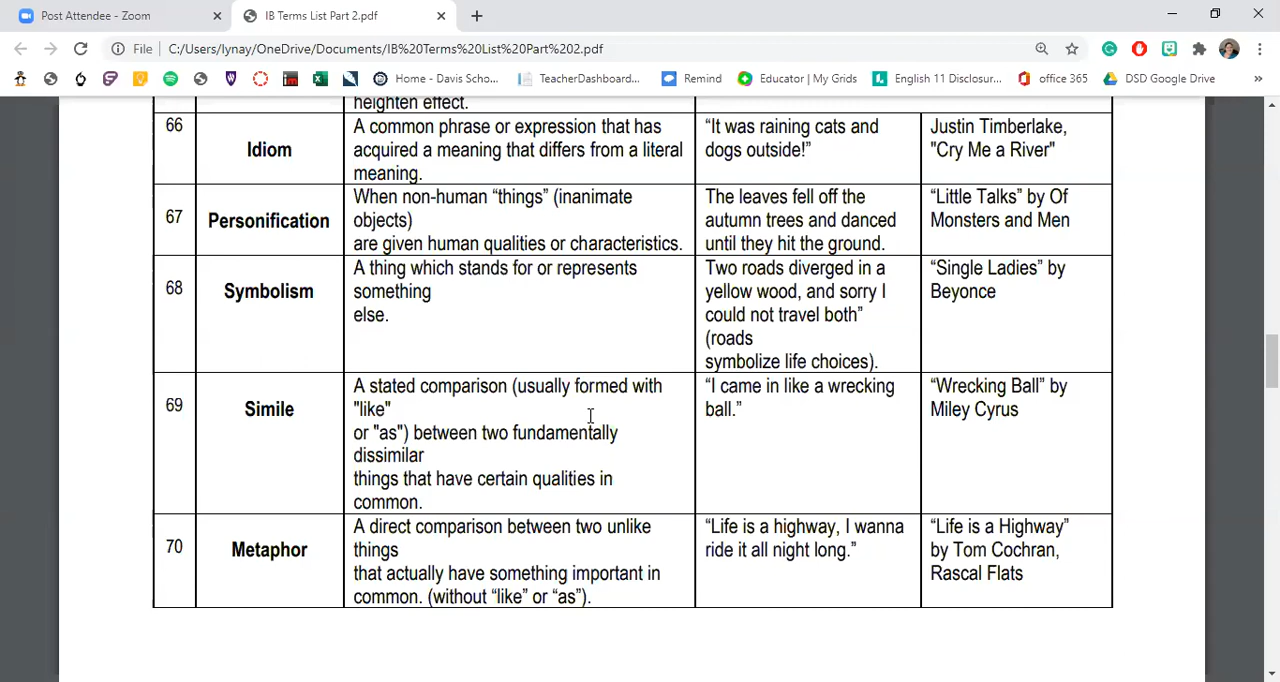 Post Attendee - Zoom
IB Terms List Part 2.pdf
File
C:/Users/lynay/OneDrive/Documents/IB%20Terms%20List%20Part%202.pdf
Home - Davis Scho...
TeacherDashboard...
Remind
Educator | My Grids
English 11 Disclosur...
office 365
DSD Google Drive
heighten effect.
66
Idiom
A common phrase or expression that has
acquired a meaning that differs from a literal
meaning.
“It was raining cats and
dogs outside!”
Justin Timberlake,
"Cry Me a River"
67
Personification
When non-human “things” (inanimate
objects)
are given human qualities or characteristics.
The leaves fell off the
autumn trees and danced
until they hit the ground.
“Little Talks” by Of
Monsters and Men
68
Symbolism
A thing which stands for or represents
something
else.
Two roads diverged in a
yellow wood, and sorry I
could not travel both”
(roads
symbolize life choices).
“Single Ladies” by
Beyonce
69
Simile
A stated comparison (usually formed with
"like"
or "as") between two fundamentally
dissimilar
things that have certain qualities in
common.
“I came in like a wrecking
ball.”
“Wrecking Ball” by
Miley Cyrus
70
Metaphor
A direct comparison between two unlike
things
that actually have something important in
common. (without “like” or “as”).
“Life is a highway, I wanna
ride it all night long.”
“Life is a Highway”
by Tom Cochran,
Rascal Flats